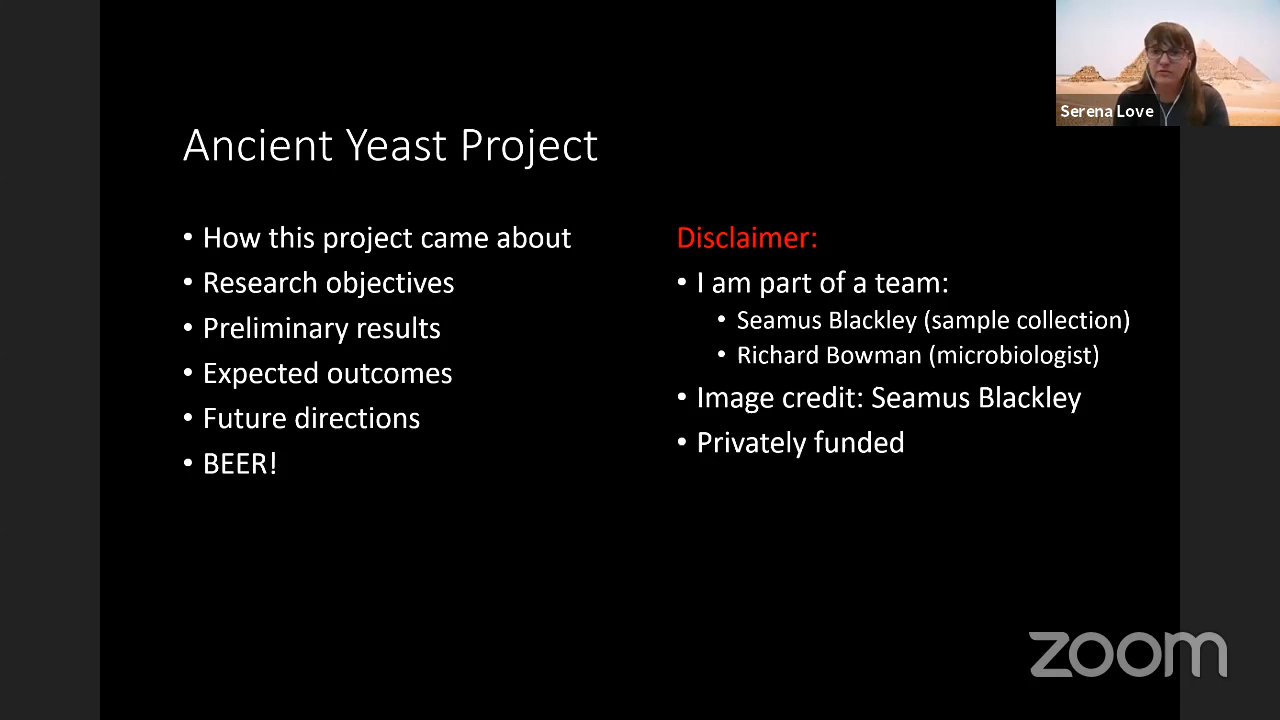 Serena Love
Ancient Yeast Project
• How this project came about
• Research objectives
• Preliminary results
• Expected outcomes
• Future directions
• BEER!
Disclaimer:
• I am part of a team:
• Seamus Blackley (sample collection)
• Richard Bowman (microbiologist)
• Image credit: Seamus Blackley
• Privately funded
zoom